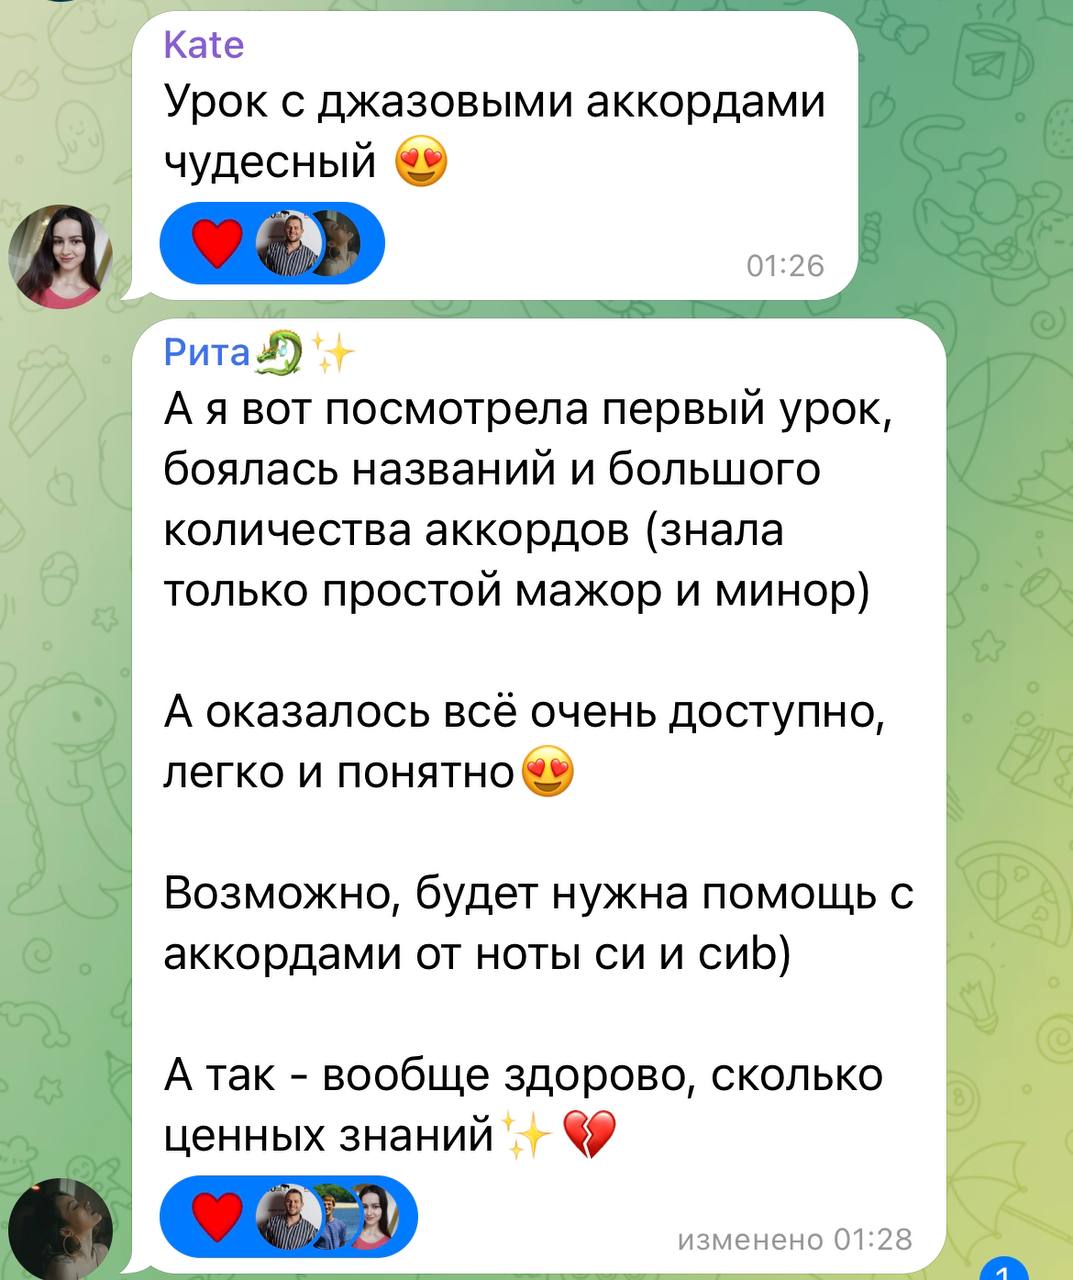 Kate
Урок с джазовыми аккордами
чудесный 😍
❤️
01:26
Рита🐉✨
А я вот посмотрела первый урок,
боялась названий и большого
количества аккордов (знала
только простой мажор и минор)
А оказалось всё очень доступно,
легко и понятно😍
Возможно, будет нужна помощь с
аккордами от ноты си и сиb)
А так - вообще здорово, сколько
ценных знаний✨💔
❤️
изменено 01:28
1